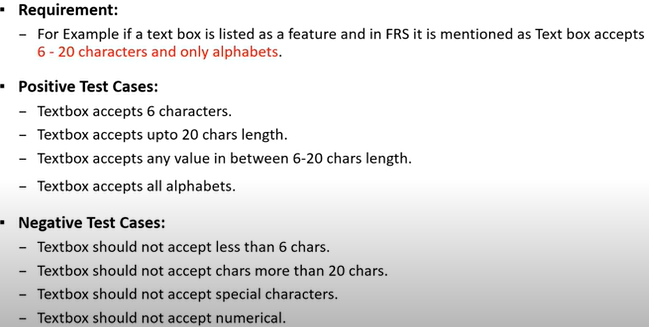 ▪ Requirement:
– For Example if a text box is listed as a feature and in FRS it is mentioned as Text box accepts
6 - 20 characters and only alphabets.
▪ Positive Test Cases:
– Textbox accepts 6 characters.
– Textbox accepts upto 20 chars length.
– Textbox accepts any value in between 6-20 chars length.
– Textbox accepts all alphabets.
▪ Negative Test Cases:
– Textbox should not accept less than 6 chars.
– Textbox should not accept chars more than 20 chars.
– Textbox should not accept special characters.
– Textbox should not accept numerical.